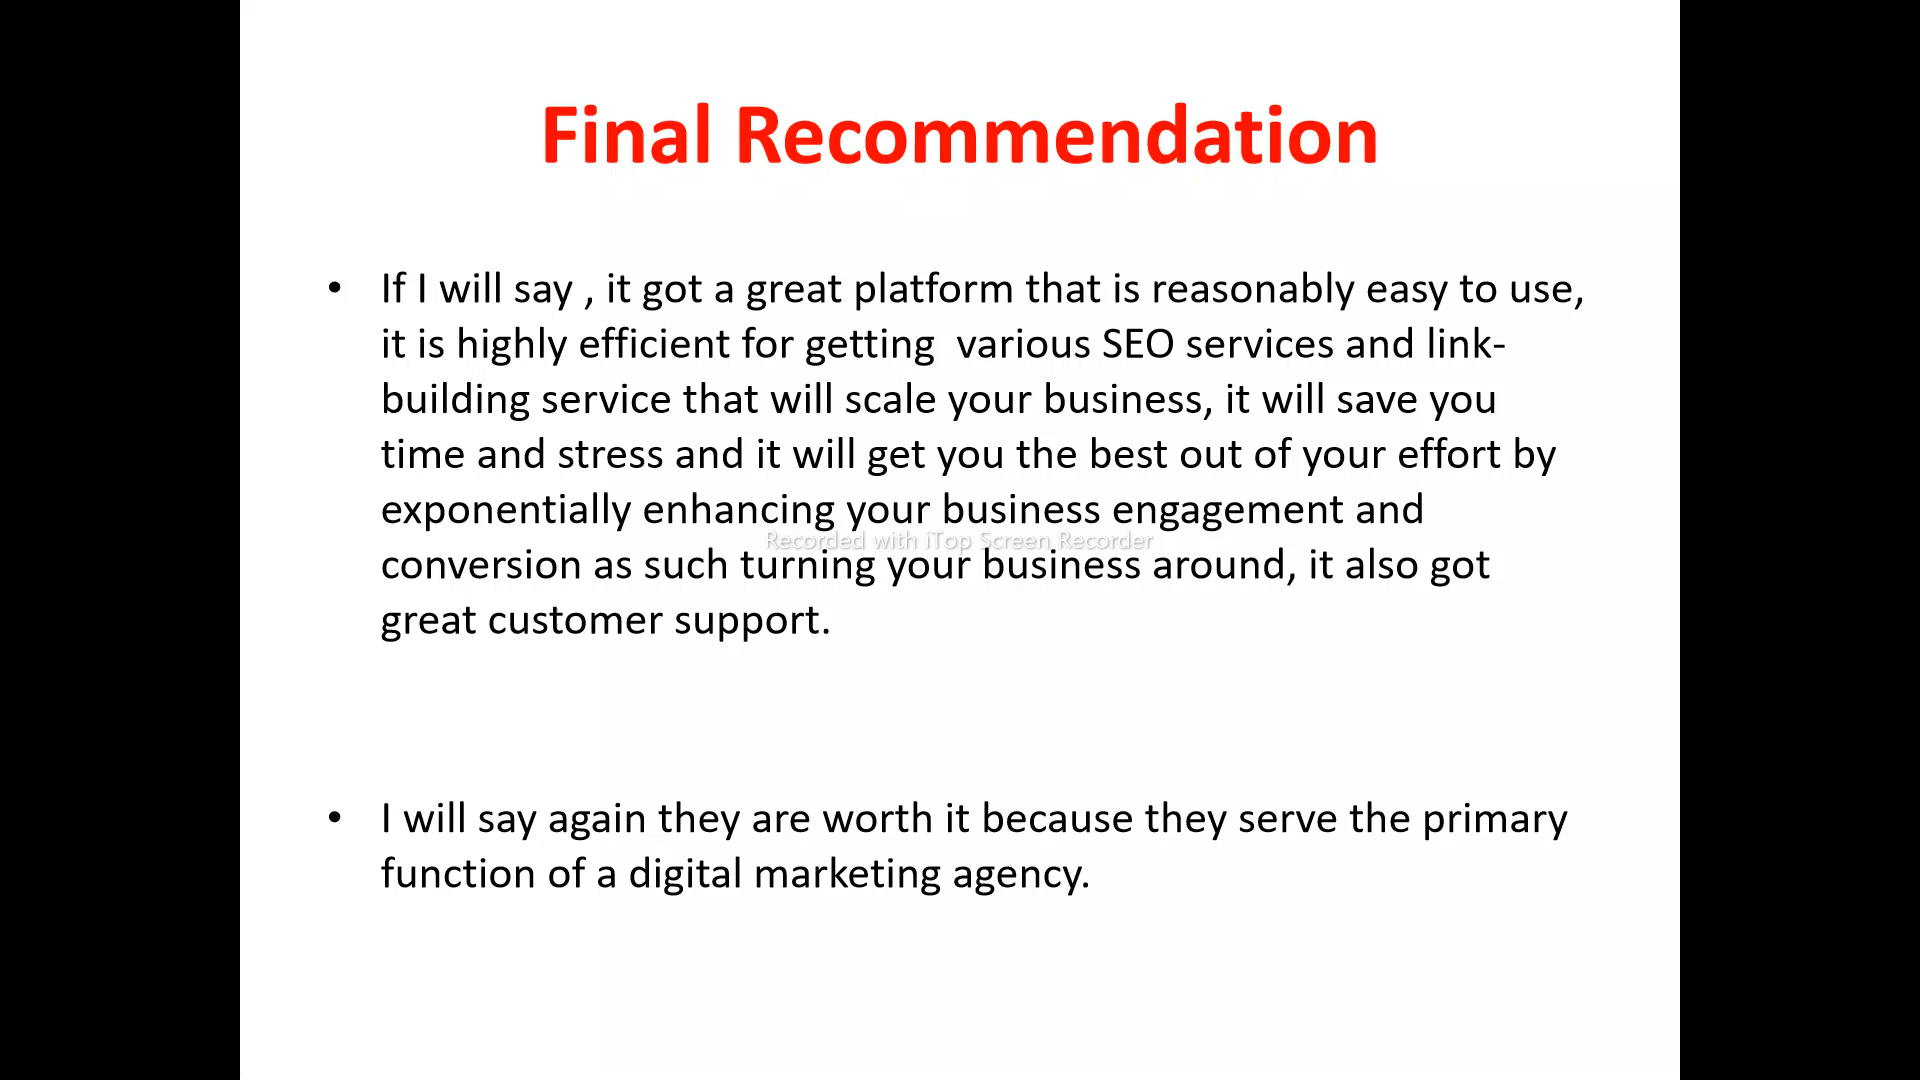 Final Recommendation
• If I will say , it got a great platform that is reasonably easy to use,
it is highly efficient for getting  various SEO services and link-
building service that will scale your business, it will save you
time and stress and it will get you the best out of your effort by
exponentially enhancing your business engagement and
Recorded with iTop Screen Recorder
conversion as such turning your business around, it also got
great customer support.
• I will say again they are worth it because they serve the primary
function of a digital marketing agency.